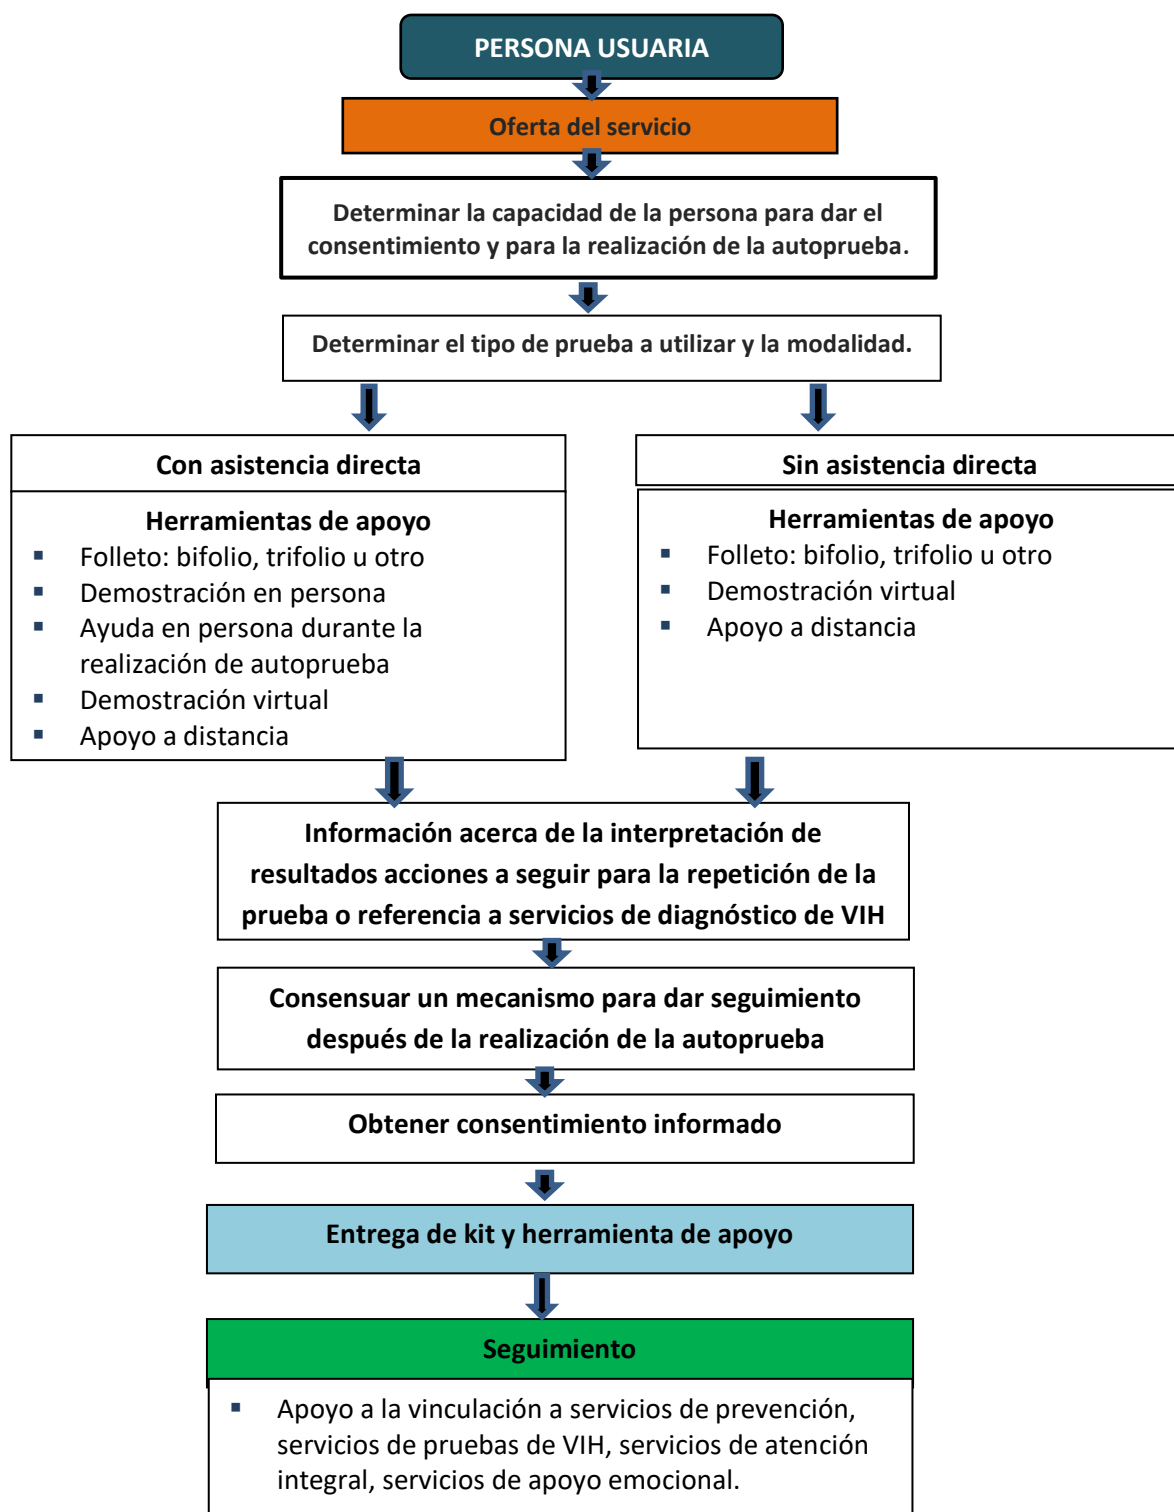 PERSONA USUARIA
Oferta del servicio
Determinar la capacidad de la persona para dar el
consentimiento y para la realización de la autoprueba.
Determinar el tipo de prueba a utilizar y la modalidad.
Con asistencia directa
Herramientas de apoyo
▪ Folleto: bifolio, trifolio u otro
▪ Demostración en persona
▪ Ayuda en persona durante la
realización de autoprueba
▪ Demostración virtual
▪ Apoyo a distancia
Sin asistencia directa
Herramientas de apoyo
▪ Folleto: bifolio, trifolio u otro
▪ Demostración virtual
▪ Apoyo a distancia
Información acerca de la interpretación de
resultados acciones a seguir para la repetición de la
prueba o referencia a servicios de diagnóstico de VIH
Consensuar un mecanismo para dar seguimiento
después de la realización de la autoprueba
Obtener consentimiento informado
Entrega de kit y herramienta de apoyo
Seguimiento
▪ Apoyo a la vinculación a servicios de prevención,
servicios de pruebas de VIH, servicios de atención
integral, servicios de apoyo emocional.